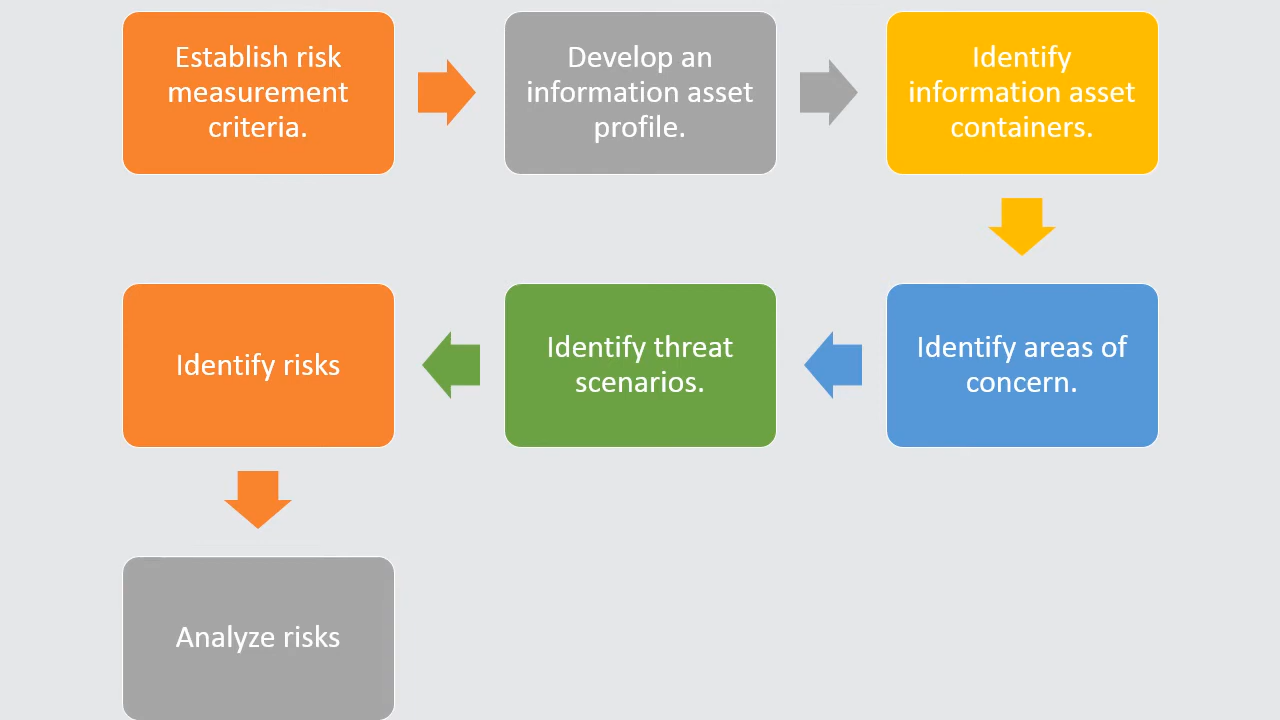 Establish risk
measurement
criteria.
Develop an
information asset
profile.
Identify
information asset
containers.
Identify areas of
concern.
Identify threat
scenarios.
Identify risks
Analyze risks